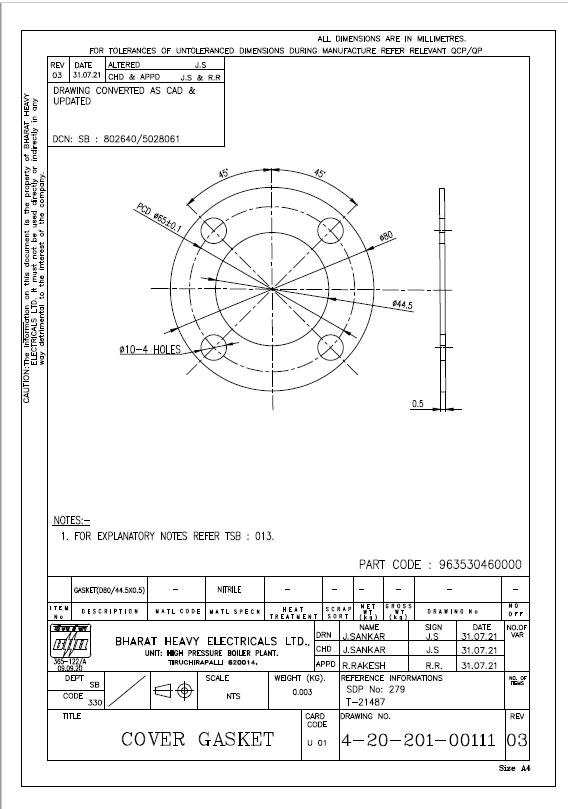 ALL DIMENSIONS ARE IN MILLIMETRES.
FOR TOLERANCES OF UNTOLERANCED DIMENSIONS DURING MANUFACTURE REFER RELEVANT QCP/QP
REV DATE ALTERED J.S
03 31.07.21 CHD & APPD J.S & R.R
DRAWING CONVERTED AS CAD &
UPDATED
DCN: SB : 802640/5028061
CAUTION:The information on this document is the property of BHARAT HEAVY
ELECTRICALS LTD. It must not be used directly or indirectly in any
way detrimental to the interest of the company.
45° 45°
PCD ø65±0.1
ø80
ø44.5
ø10-4 HOLES
0.5
NOTES:-
1. FOR EXPLANATORY NOTES REFER TSB : 013.
PART CODE : 963530460000
GASKET(D80/44.5X0.5) - NITRILE - - - - - -
ITEM No DESCRIPTION MATL CODE MATL SPECN HEAT TREATMENT SCRAP SORT NET WT (kg) GROSS WT (kg) DRAWING No NO OFF
365-122/A
09.09.20
BHARAT HEAVY ELECTRICALS LTD.,
UNIT: HIGH PRESSURE BOILER PLANT.
TIRUCHIRAPALLI 620014.
NAME SIGN DATE NO.OF VAR
DRN J.SANKAR J.S 31.07.21
CHD J.SANKAR J.S 31.07.21
APPD R.RAKESH R.R. 31.07.21
DEPT SB
CODE 330
SCALE
NTS
WEIGHT (KG).
0.003
REFERENCE INFORMATIONS
SDP No: 279
T-21487
NO. OF ITEMS
TITLE
COVER GASKET
CARD CODE
U 01
DRAWING NO.
4-20-201-00111
REV
03
Size A4